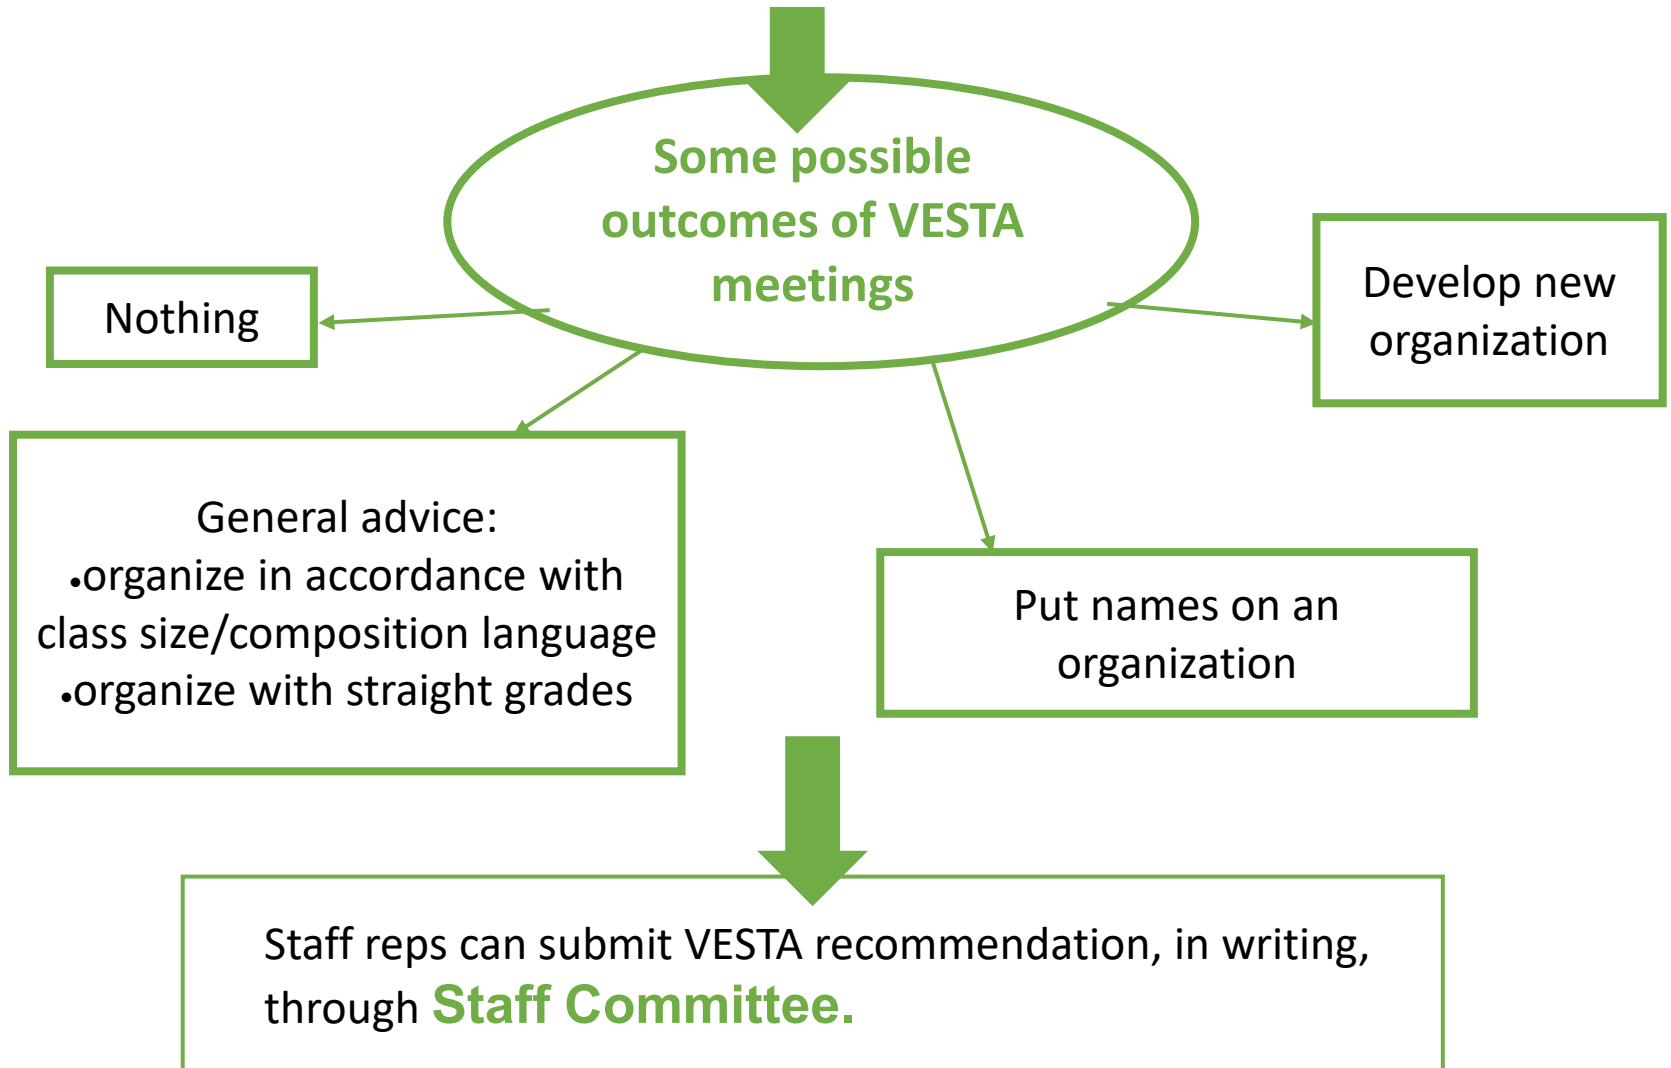 Some possible
outcomes of VESTA
meetings
Nothing
Develop new
organization
General advice:
•organize in accordance with
class size/composition language
•organize with straight grades
Put names on an
organization
Staff reps can submit VESTA recommendation, in writing,
through Staff Committee.